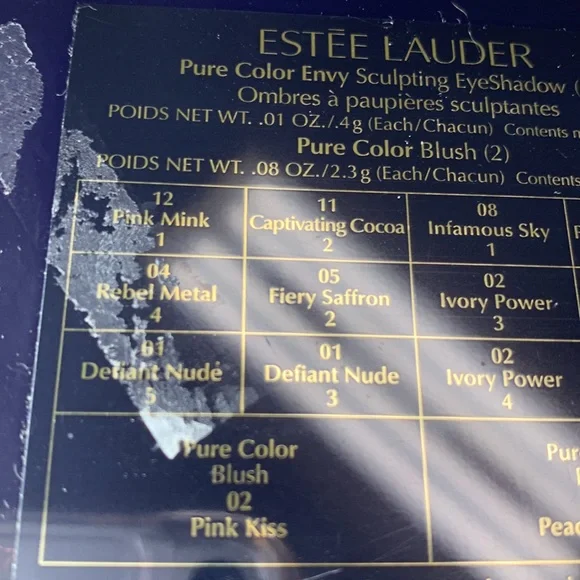 ESTĒE LAUDER
Pure Color Envy Sculpting EyeShadow
Ombres à paupières sculptantes
POIDS NET WT. .01 OZ./.4g (Each/Chacun) Contents
Pure Color Blush (2)
POIDS NET WT. .08 OZ./2.3g (Each/Chacun) Contents
12
Pink Mink
1
11
Captivating Cocoa
2
08
Infamous Sky
1
04
Rebel Metal
4
05
Fiery Saffron
2
02
Ivory Power
3
01
Defiant Nude
5
01
Defiant Nude
3
02
Ivory Power
4
Pure Color
Blush
02
Pink Kiss